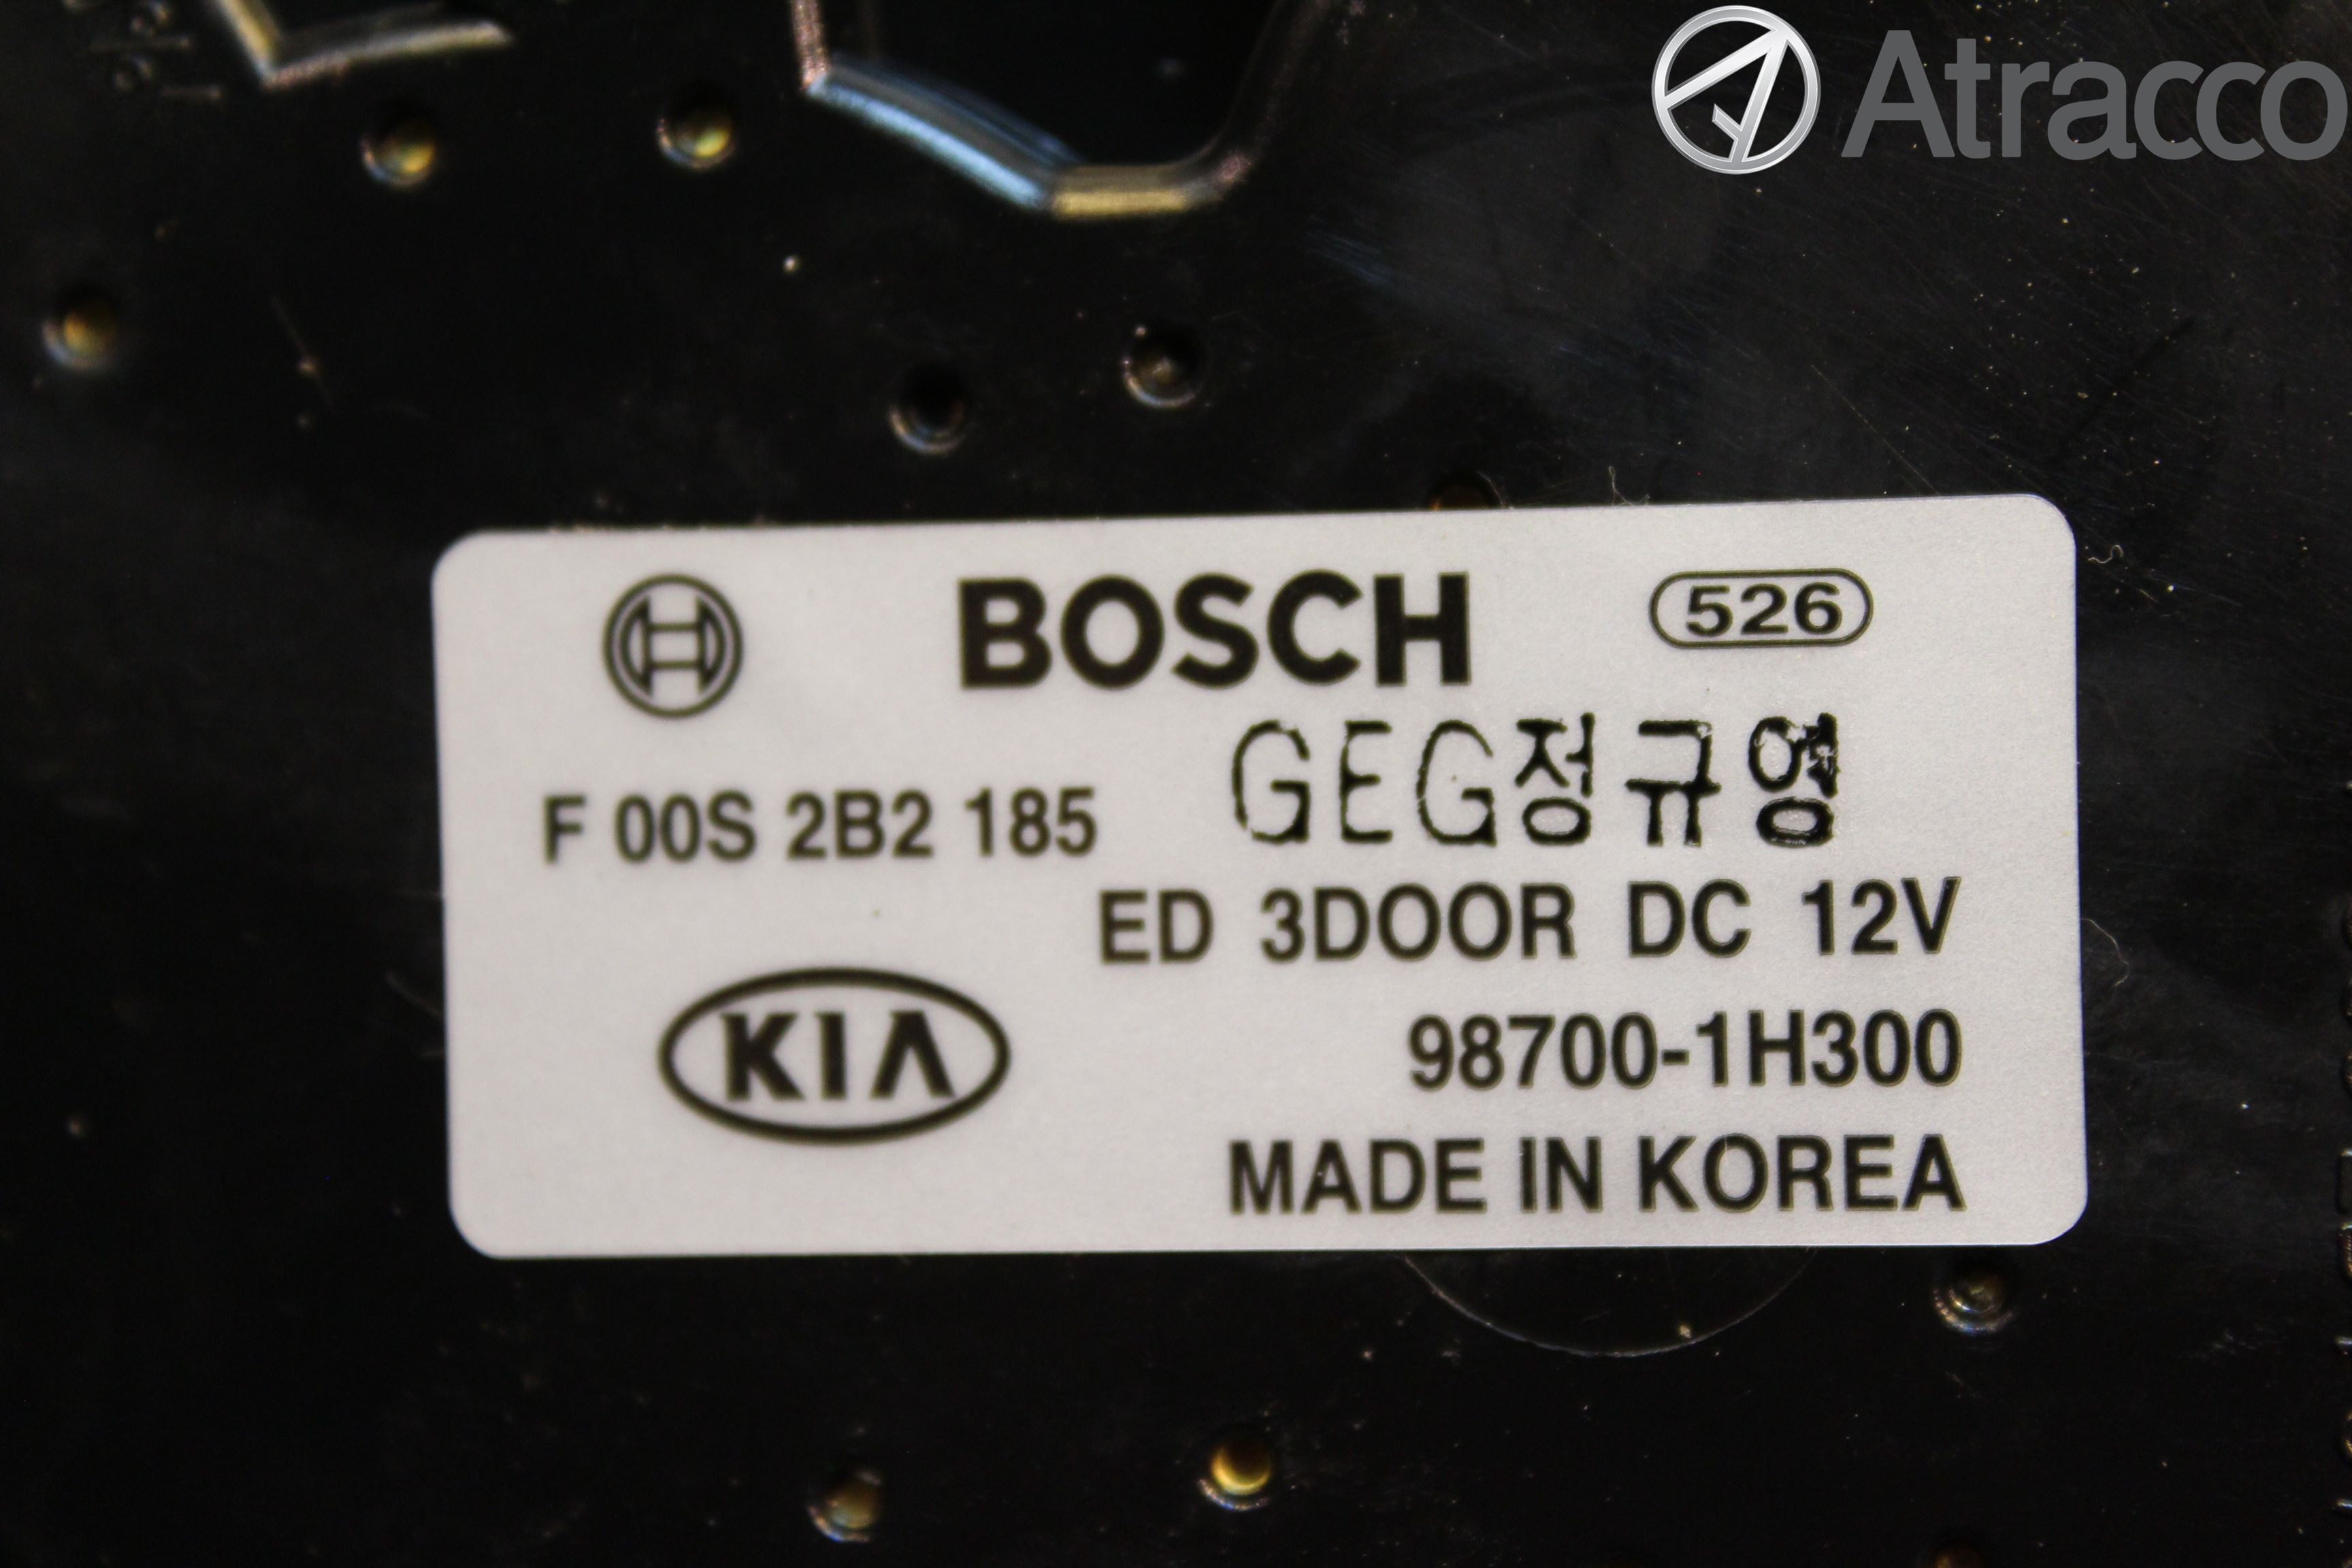 Atracco
BOSCH 526
GEG정규영
F 00S 2B2 185
ED 3DOOR DC 12V
KIA
98700-1H300
MADE IN KOREA